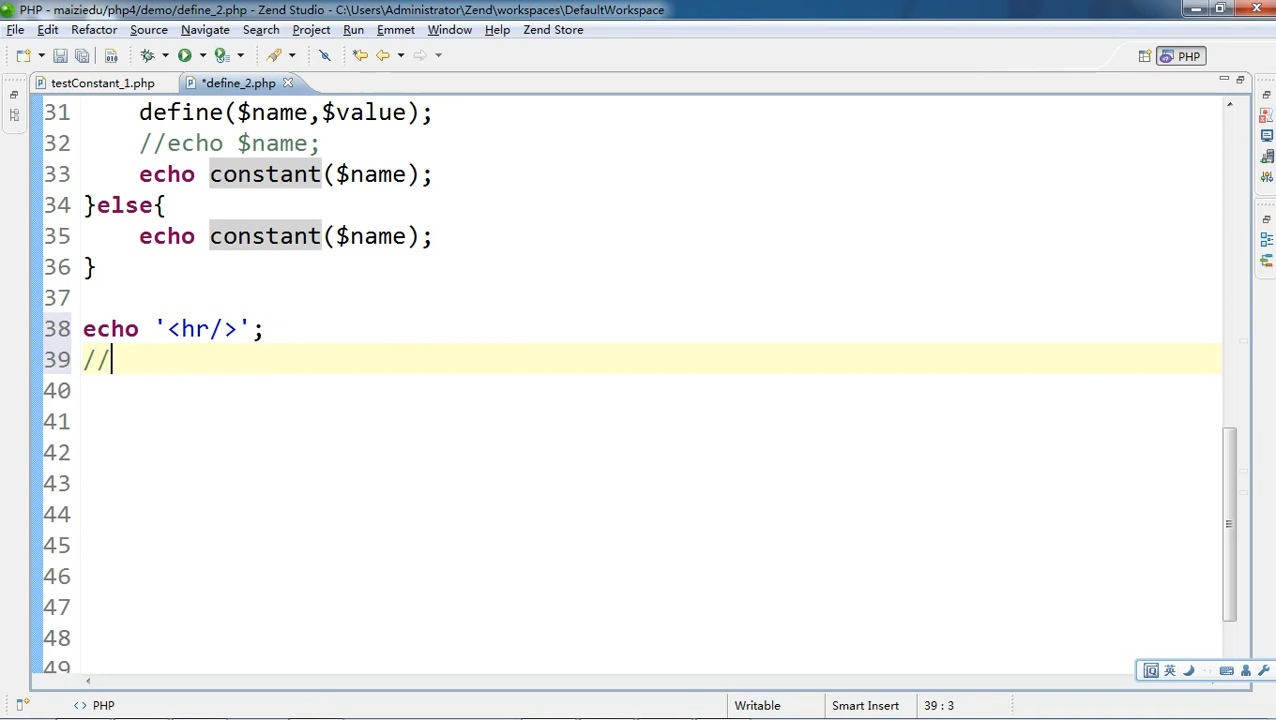 PHP - maiziedu/php4/demo/define_2.php - Zend Studio - C:\Users\Administrator\Zend\workspaces\DefaultWorkspace
File Edit Refactor Source Navigate Search Project Run Emmet Window Help Zend Store
PHP
testConstant_1.php *define_2.php
31 define($name,$value);
32 //echo $name;
33 echo constant($name);
34 }else{
35 echo constant($name);
36 }
37
38 echo '<hr/>';
39 //
40
41
42
43
44
45
46
47
48
49
英
<> PHP Writable Smart Insert 39 : 3